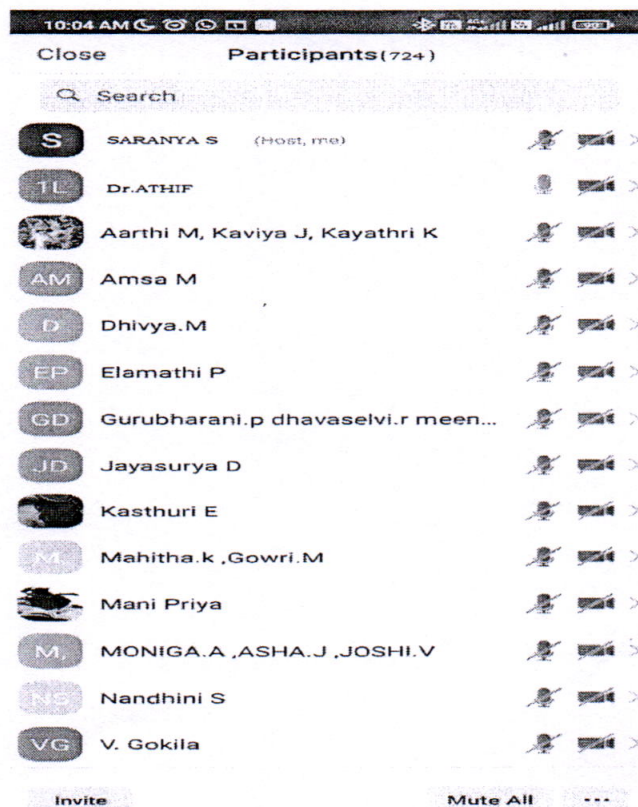 10:04 AM
Close Participants(724)
Search
S SARANYA S (Host, me)
TL Dr.ATHIF
Aarthi M, Kaviya J, Kayathri K
AM Amsa M
D Dhivya.M
EP Elamathi P
GD Gurubharani.p dhavaselvi.r meen...
JD Jayasurya D
Kasthuri E
M, Mahitha.k ,Gowri.M
Mani Priya
M, MONIGA.A ,ASHA.J ,JOSHI.V
NS Nandhini S
VG V. Gokila
Invite Mute All ...